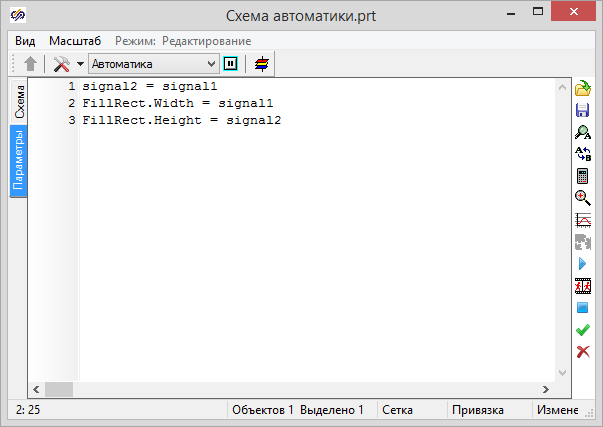 Схема автоматики.prt
Вид Масштаб Режим: Редактирование
Автоматика
Схема
Параметры
1 signal2 = signal1
2 FillRect.Width = signal1
3 FillRect.Height = signal2
2: 25 Объектов 1 Выделено 1 Сетка Привязка Измене